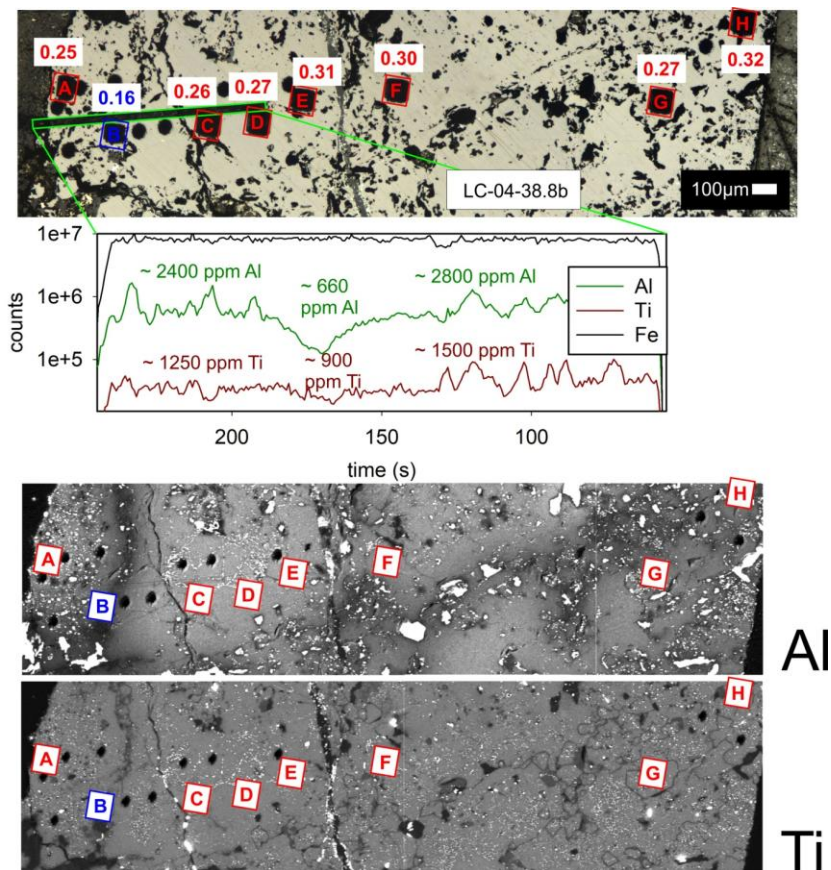 H
0.25
0.30
0.31
0.26
0.27
0.27
0.32
0.16
A
F
E
G
B
C
D
LC-04-38.8b
100µm
1e+7
~ 2400 ppm Al
~ 660
ppm Al
~ 2800 ppm Al
Al
Ti
Fe
1e+6
counts
~ 1250 ppm Ti
~ 900
ppm Ti
~ 1500 ppm Ti
1e+5
200
150
100
time (s)
H
A
F
E
G
B
C
D
Al
H
A
F
E
G
B
C
D
Ti